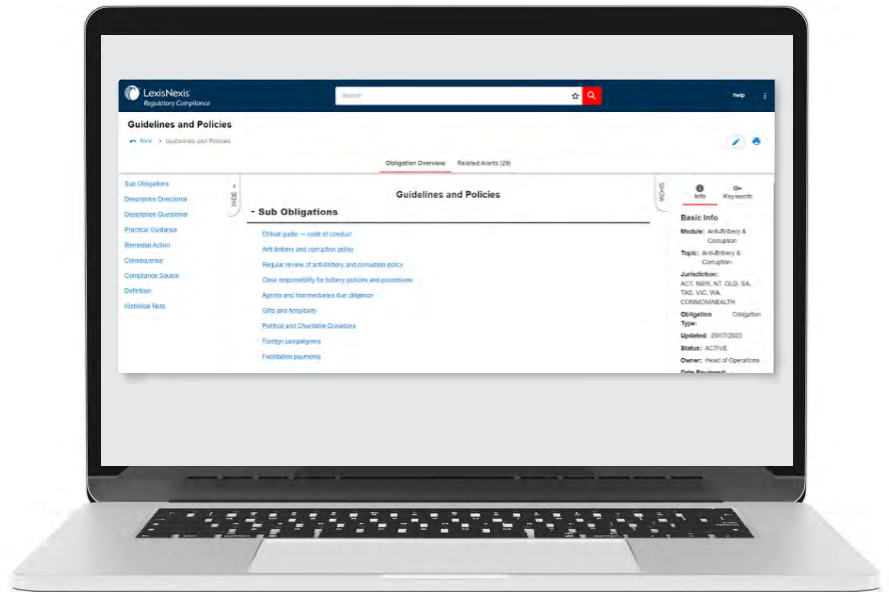 LexisNexis
Regulatory Compliance
Search
Help
Guidelines and Policies
Back > Guidelines and Policies
Obligation Overview Related Alerts (29)
Sub Obligations
Description Directional
Description Questional
Practical Guidance
Remedial Action
Consequence
Compliance Source
Definition
Historical Note
HIDE
Guidelines and Policies
- Sub Obligations
Ethical guide — code of conduct
Anti-bribery and corruption policy
Regular review of anti-bribery and corruption policy
Clear responsibility for bribery policies and procedures
Agents and intermediaries due diligence
Gifts and hospitality
Political and Charitable Donations
Foreign campaigners
Facilitation payments
SHOW
Info Keywords
Basic Info
Module: Anti-Bribery &
Corruption
Topic: Anti-Bribery &
Corruption
Jurisdiction:
ACT, NSW, NT, QLD, SA,
TAS, VIC, WA,
COMMONWEALTH
Obligation Obligation
Type:
Updated: 25/07/2023
Status: ACTIVE
Owner: Head of Operations
Date Reviewed: -
option